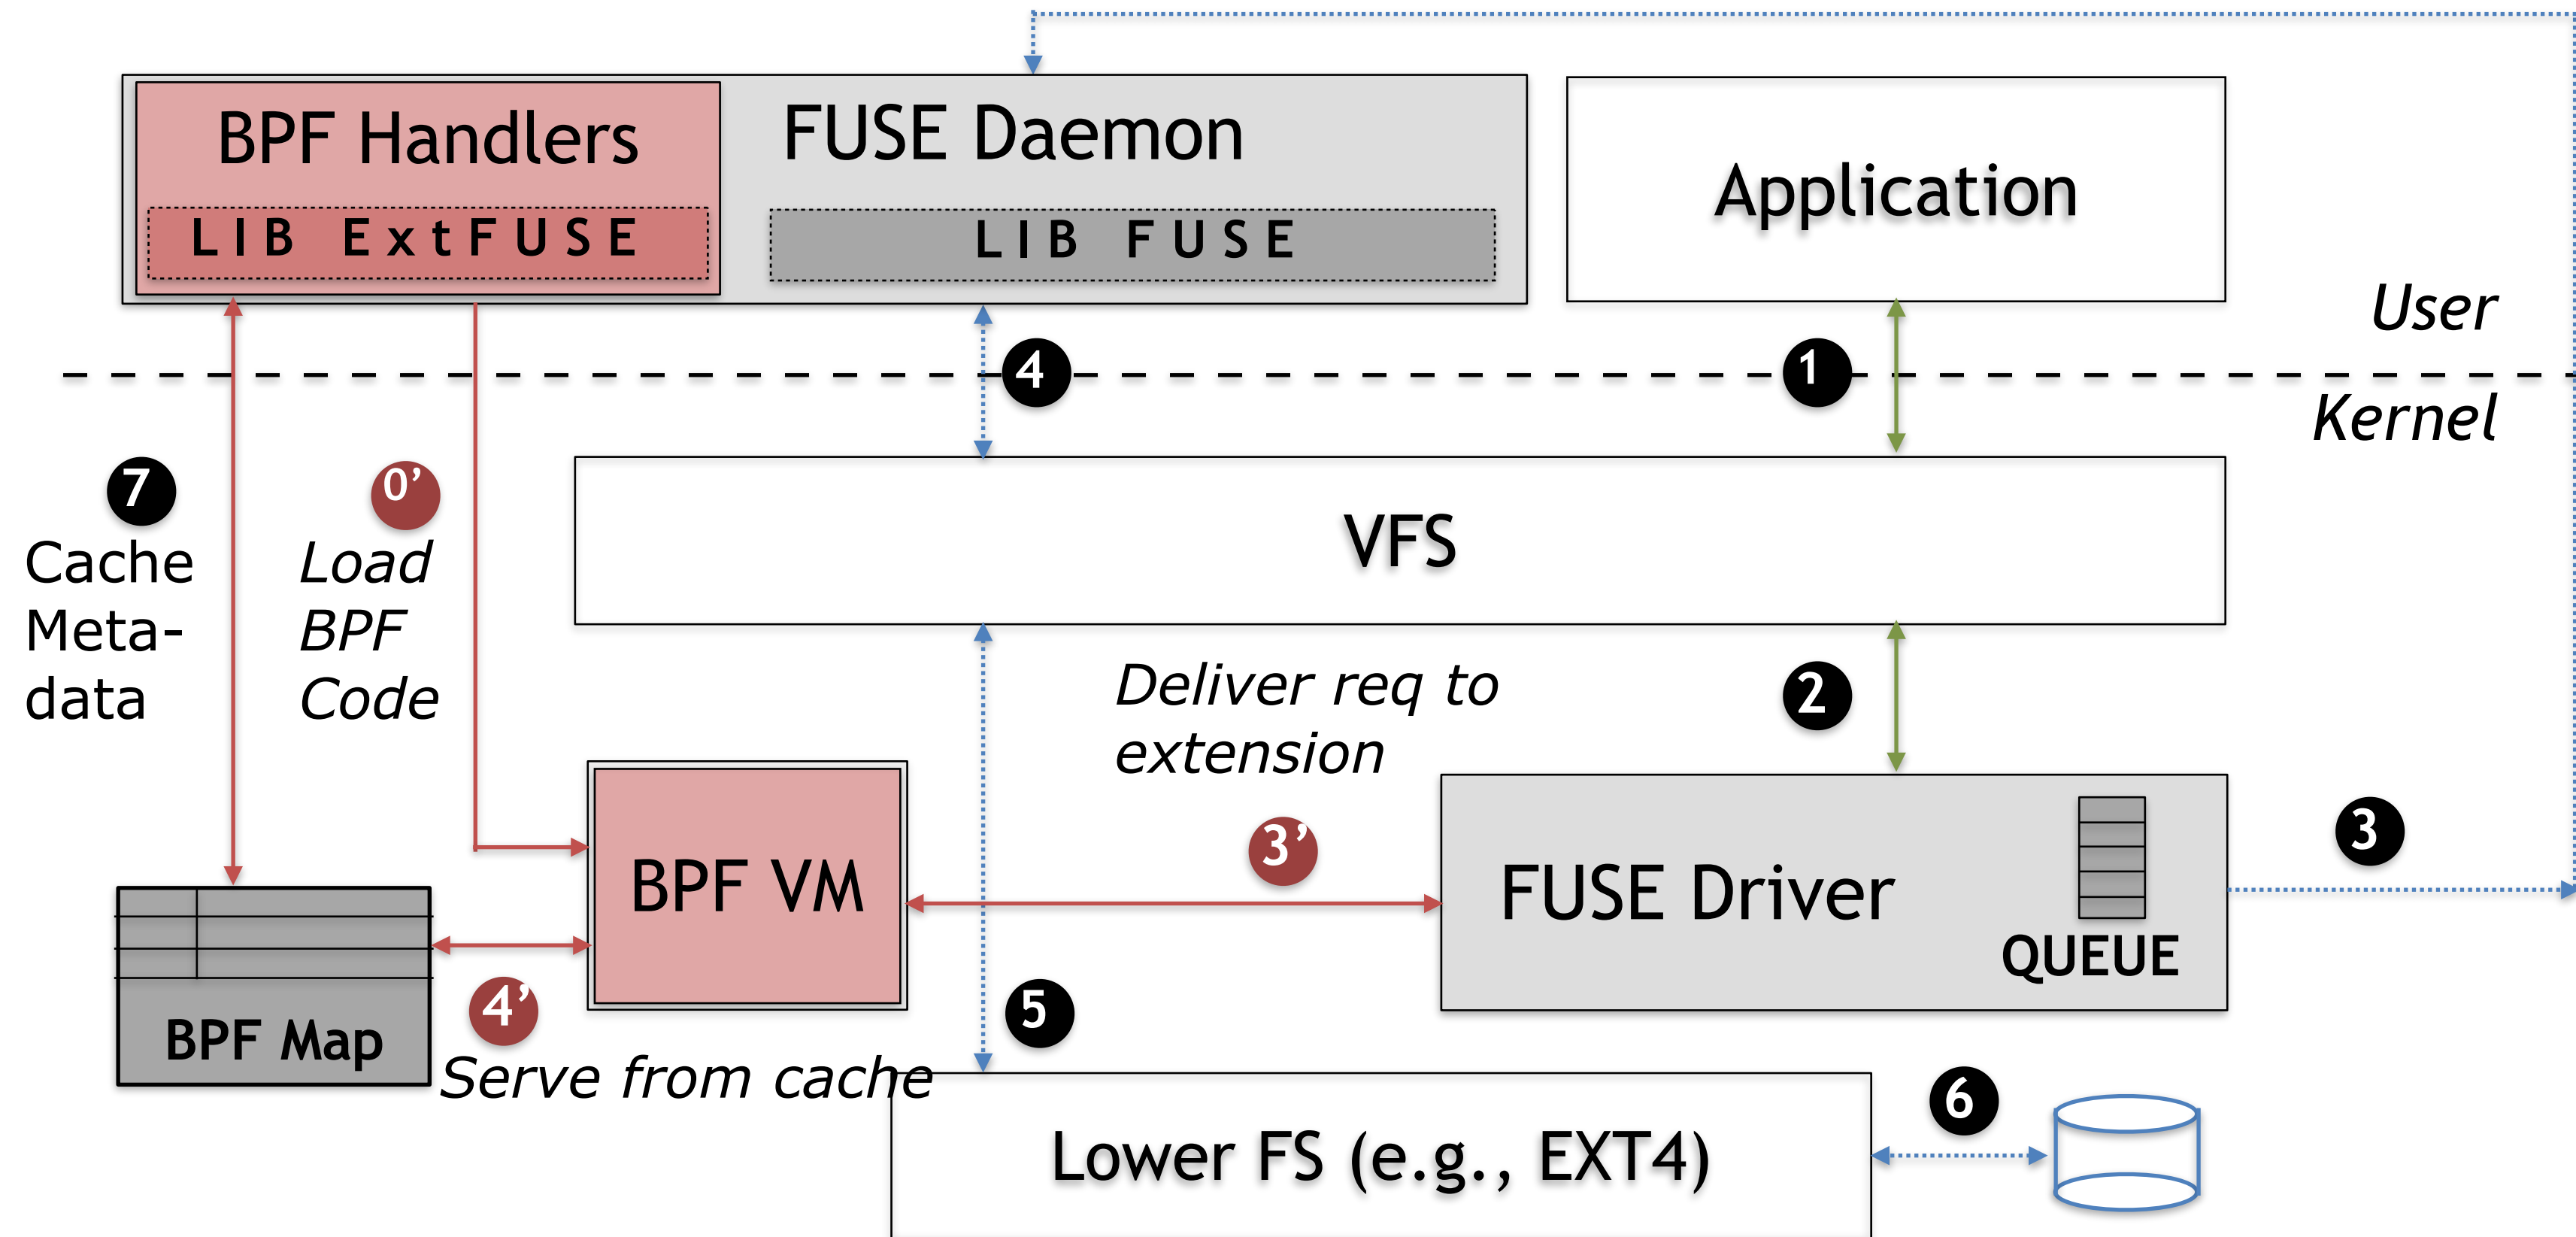 BPF Handlers
LIB ExtFUSE
FUSE Daemon
LIB FUSE
Application
User
4
1
Kernel
7
Cache
Meta-
data
0’
Load
BPF
Code
VFS
Deliver req to
extension
2
3’
3
BPF VM
FUSE Driver
QUEUE
BPF Map
4’
Serve from cache
5
6
Lower FS (e.g., EXT4)